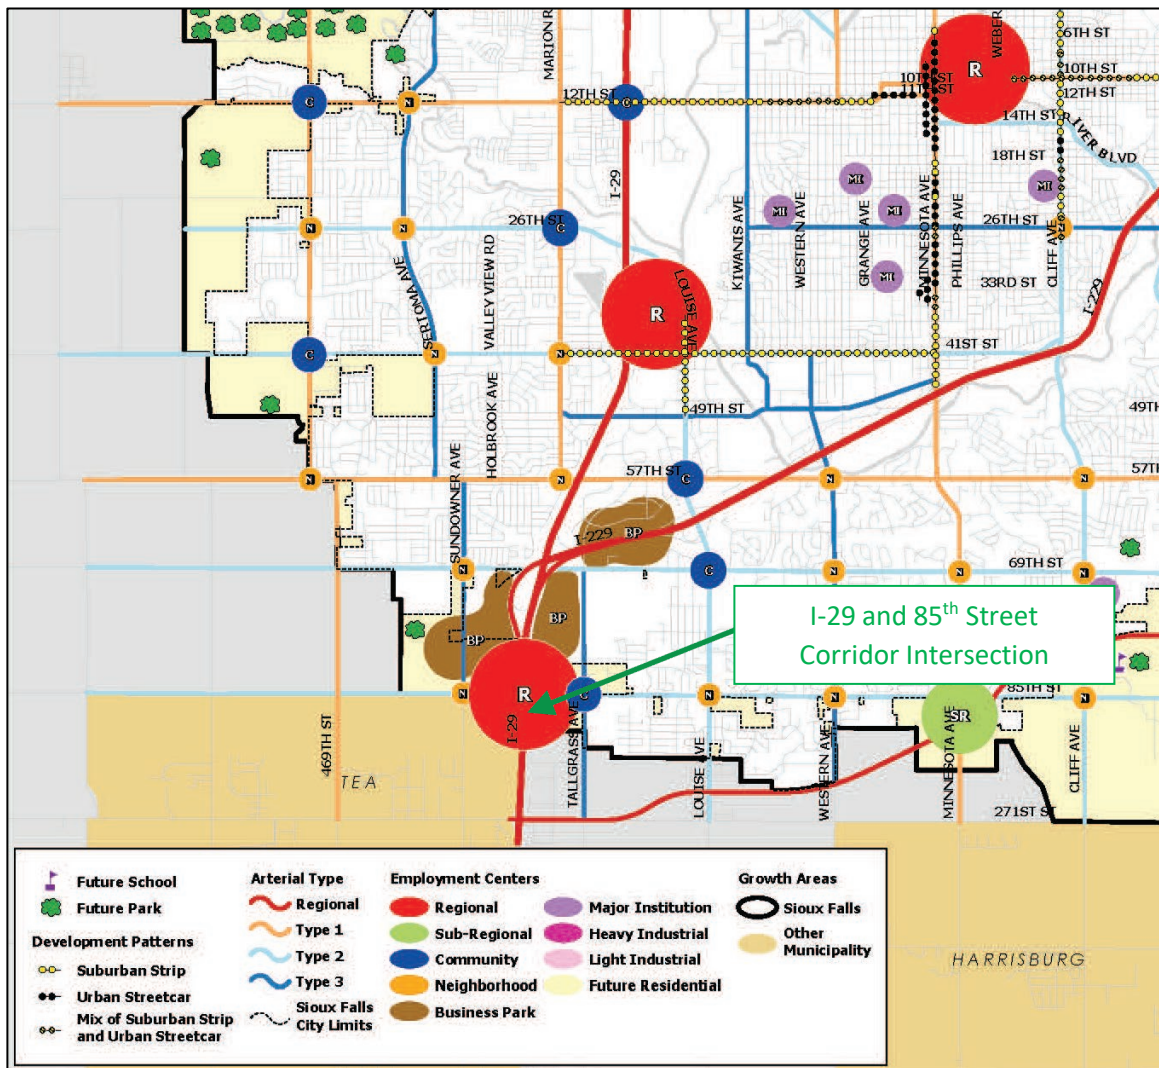 MARION R
WEBER
6TH ST
R
10TH ST
10TH ST
11TH ST
12TH ST
C
N
12TH ST
C
14TH ST
IVER BLVD
18TH ST
I-29
MI
MI
MI
MI
KIWANIS AVE
WESTERN AVE
GRANGE AVE
MINNESOTA AVE
PHILLIPS AVE
CLIFF AVE
N
N
26TH ST
C
26TH ST
N
SERTOMA AVE
VALLEY VIEW RD
LOUISE AVE
MI
33RD ST
I-229
R
C
N
N
41ST ST
HOLBROOK AVE
49TH ST
49TH
N
N
57TH ST
C
N
N
57TH
SUNDOWNER AVE
I-229
BP
N
C
N
N
69TH ST
N
BP
BP
I-29 and 85th Street
Corridor Intersection
N
R
C
N
N
SR
85TH ST
N
I-29
469TH ST
TALLGRASS AVE
LOUISE AVE
WESTERN AVE
MINNESOTA AVE
CLIFF AVE
TEA
271ST ST
HARRISBURG
Future School
Future Park
Development Patterns
Suburban Strip
Urban Streetcar
Mix of Suburban Strip
and Urban Streetcar
Arterial Type
Regional
Type 1
Type 2
Type 3
Sioux Falls
City Limits
Employment Centers
Regional
Sub-Regional
Community
Neighborhood
Business Park
Major Institution
Heavy Industrial
Light Industrial
Future Residential
Growth Areas
Sioux Falls
Other
Municipality